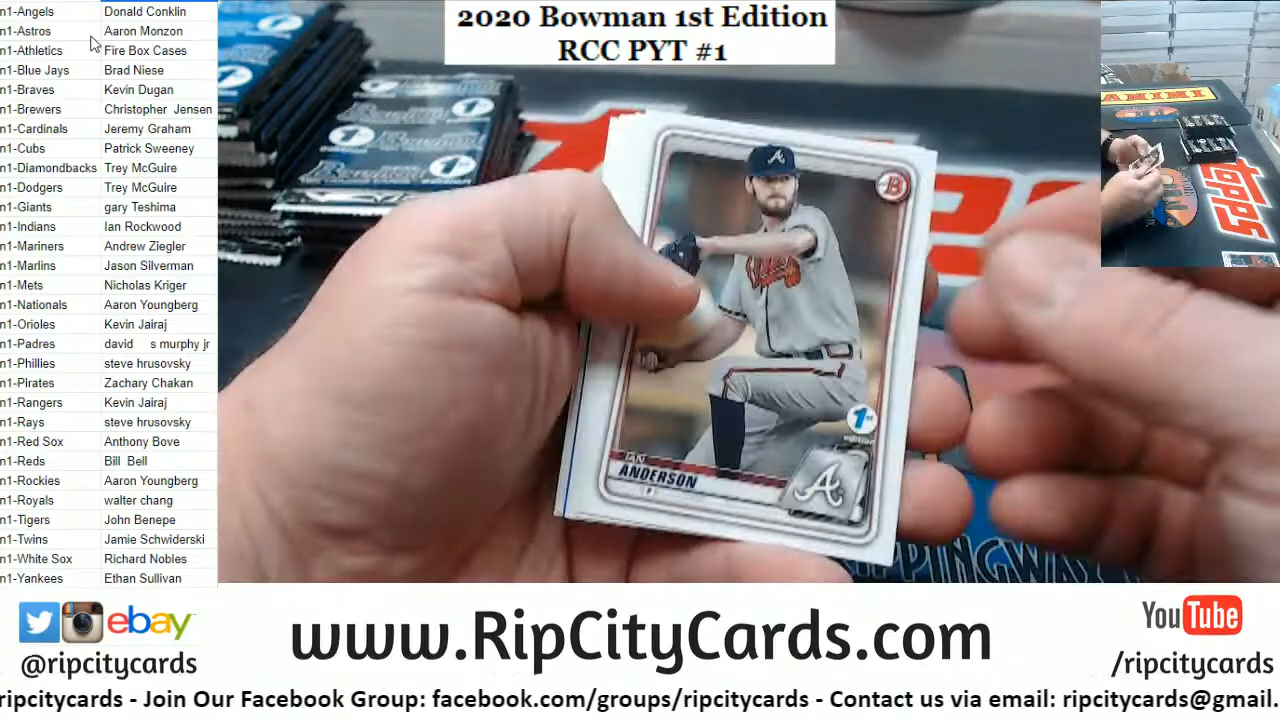 2020 Bowman 1st Edition
RCC PYT #1
n1-Angels Donald Conklin
n1-Astros Aaron Monzon
n1-Athletics Fire Box Cases
n1-Blue Jays Brad Niese
n1-Braves Kevin Dugan
n1-Brewers Christopher Jensen
n1-Cardinals Jeremy Graham
n1-Cubs Patrick Sweeney
n1-Diamondbacks Trey McGuire
n1-Dodgers Trey McGuire
n1-Giants gary Teshima
n1-Indians Ian Rockwood
n1-Mariners Andrew Ziegler
n1-Marlins Jason Silverman
n1-Mets Nicholas Kriger
n1-Nationals Aaron Youngberg
n1-Orioles Kevin Jairaj
n1-Padres david s murphy jr
n1-Phillies steve hrusovsky
n1-Pirates Zachary Chakan
n1-Rangers Kevin Jairaj
n1-Rays steve hrusovsky
n1-Red Sox Anthony Bove
n1-Reds Bill Bell
n1-Rockies Aaron Youngberg
n1-Royals walter chang
n1-Tigers John Benepe
n1-Twins Jamie Schwiderski
n1-White Sox Richard Nobles
n1-Yankees Ethan Sullivan
PANINI
topps
A
B
1st
edition
IAN
ANDERSON
A
ebay
@ripcitycards
www.RipCityCards.com
YouTube
/ripcitycards
ripcitycards - Join Our Facebook Group: facebook.com/groups/ripcitycards - Contact us via email: ripcitycards@gmail.